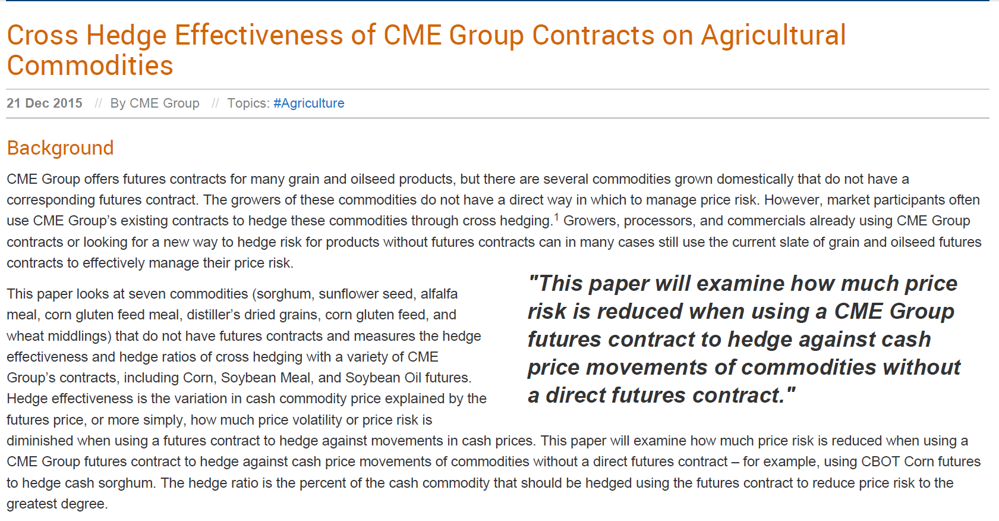 Cross Hedge Effectiveness of CME Group Contracts on Agricultural
Commodities
21 Dec 2015 // By CME Group // Topics: #Agriculture
Background
CME Group offers futures contracts for many grain and oilseed products, but there are several commodities grown domestically that do not have a
corresponding futures contract. The growers of these commodities do not have a direct way in which to manage price risk. However, market participants often
use CME Group’s existing contracts to hedge these commodities through cross hedging.1 Growers, processors, and commercials already using CME Group
contracts or looking for a new way to hedge risk for products without futures contracts can in many cases still use the current slate of grain and oilseed futures
contracts to effectively manage their price risk.
"This paper will examine how much price
risk is reduced when using a CME Group
futures contract to hedge against cash
price movements of commodities without
a direct futures contract."
This paper looks at seven commodities (sorghum, sunflower seed, alfalfa
meal, corn gluten feed meal, distiller’s dried grains, corn gluten feed, and
wheat middlings) that do not have futures contracts and measures the hedge
effectiveness and hedge ratios of cross hedging with a variety of CME
Group’s contracts, including Corn, Soybean Meal, and Soybean Oil futures.
Hedge effectiveness is the variation in cash commodity price explained by the
futures price, or more simply, how much price volatility or price risk is
diminished when using a futures contract to hedge against movements in cash prices. This paper will examine how much price risk is reduced when using a
CME Group futures contract to hedge against cash price movements of commodities without a direct futures contract – for example, using CBOT Corn futures
to hedge cash sorghum. The hedge ratio is the percent of the cash commodity that should be hedged using the futures contract to reduce price risk to the
greatest degree.